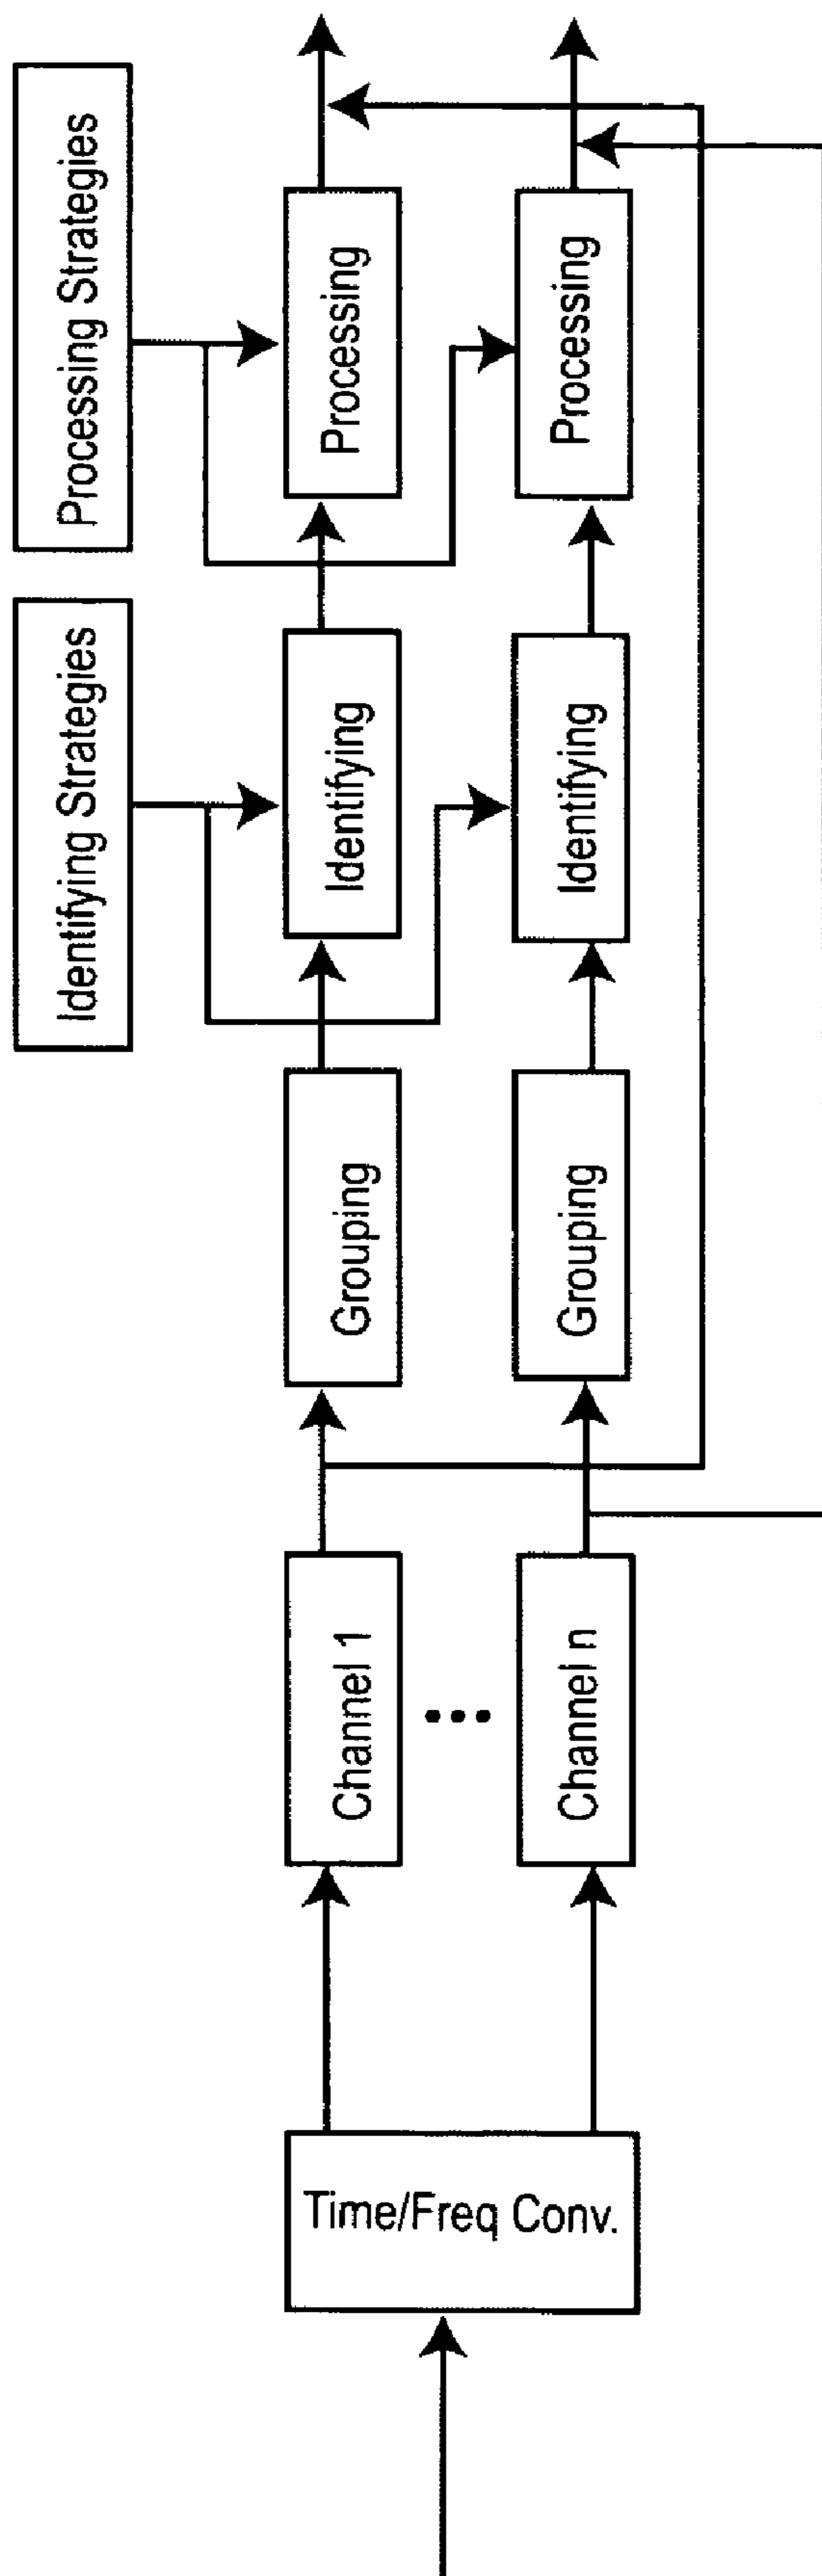 Processing Strategies
Identifying Strategies
Processing
Processing
Identifying
Identifying
Grouping
Grouping
Channel 1
Channel n
Time/Freq Conv.